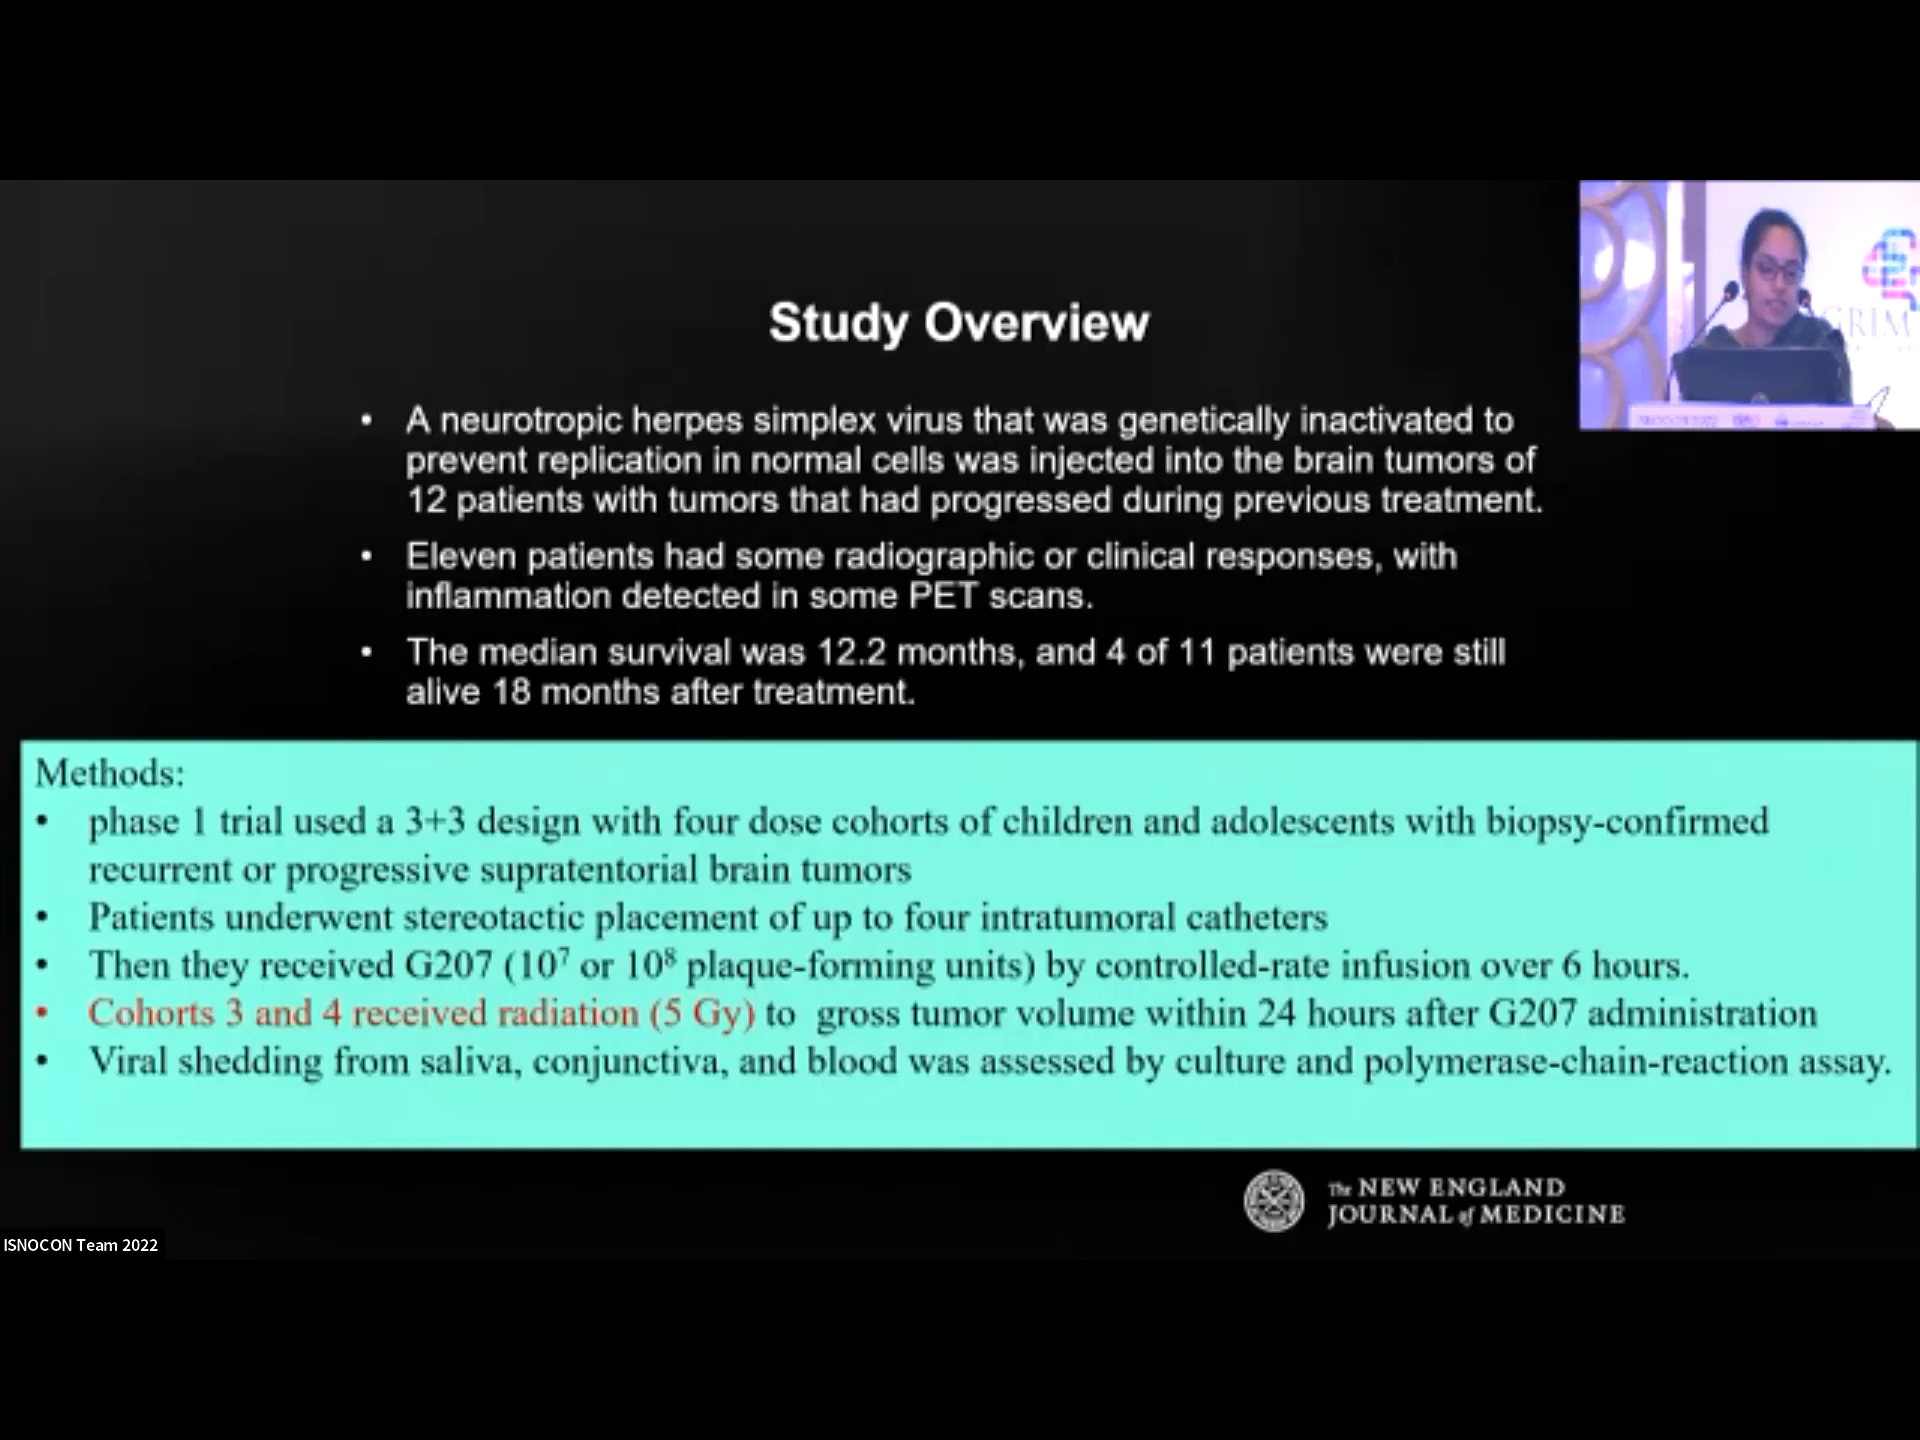 Study Overview
• A neurotropic herpes simplex virus that was genetically inactivated to
prevent replication in normal cells was injected into the brain tumors of
12 patients with tumors that had progressed during previous treatment.
• Eleven patients had some radiographic or clinical responses, with
inflammation detected in some PET scans.
• The median survival was 12.2 months, and 4 of 11 patients were still
alive 18 months after treatment.
GRIM
Methods:
• phase 1 trial used a 3+3 design with four dose cohorts of children and adolescents with biopsy-confirmed
recurrent or progressive supratentorial brain tumors
• Patients underwent stereotactic placement of up to four intratumoral catheters
• Then they received G207 (10⁷ or 10⁸ plaque-forming units) by controlled-rate infusion over 6 hours.
• Cohorts 3 and 4 received radiation (5 Gy) to  gross tumor volume within 24 hours after G207 administration
• Viral shedding from saliva, conjunctiva, and blood was assessed by culture and polymerase-chain-reaction assay.
The NEW ENGLAND
JOURNAL of MEDICINE
ISNOCON Team 2022